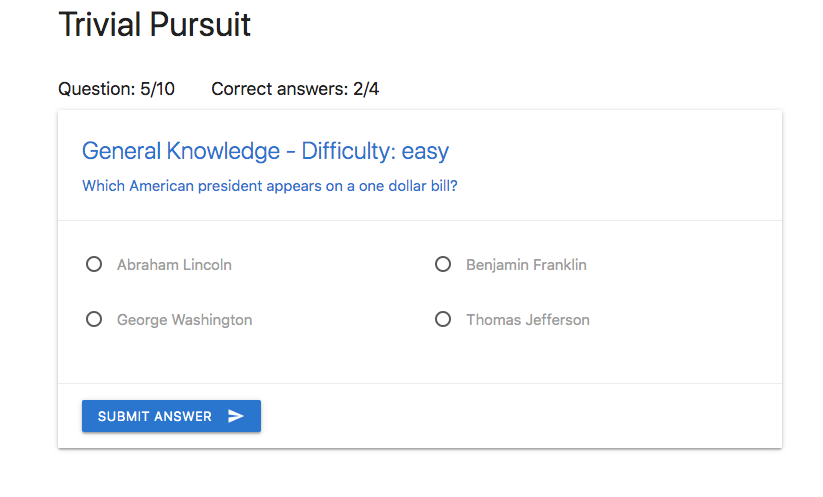 Trivial Pursuit
Question: 5/10 Correct answers: 2/4
General Knowledge - Difficulty: easy
Which American president appears on a one dollar bill?
Abraham Lincoln Benjamin Franklin
George Washington Thomas Jefferson
SUBMIT ANSWER